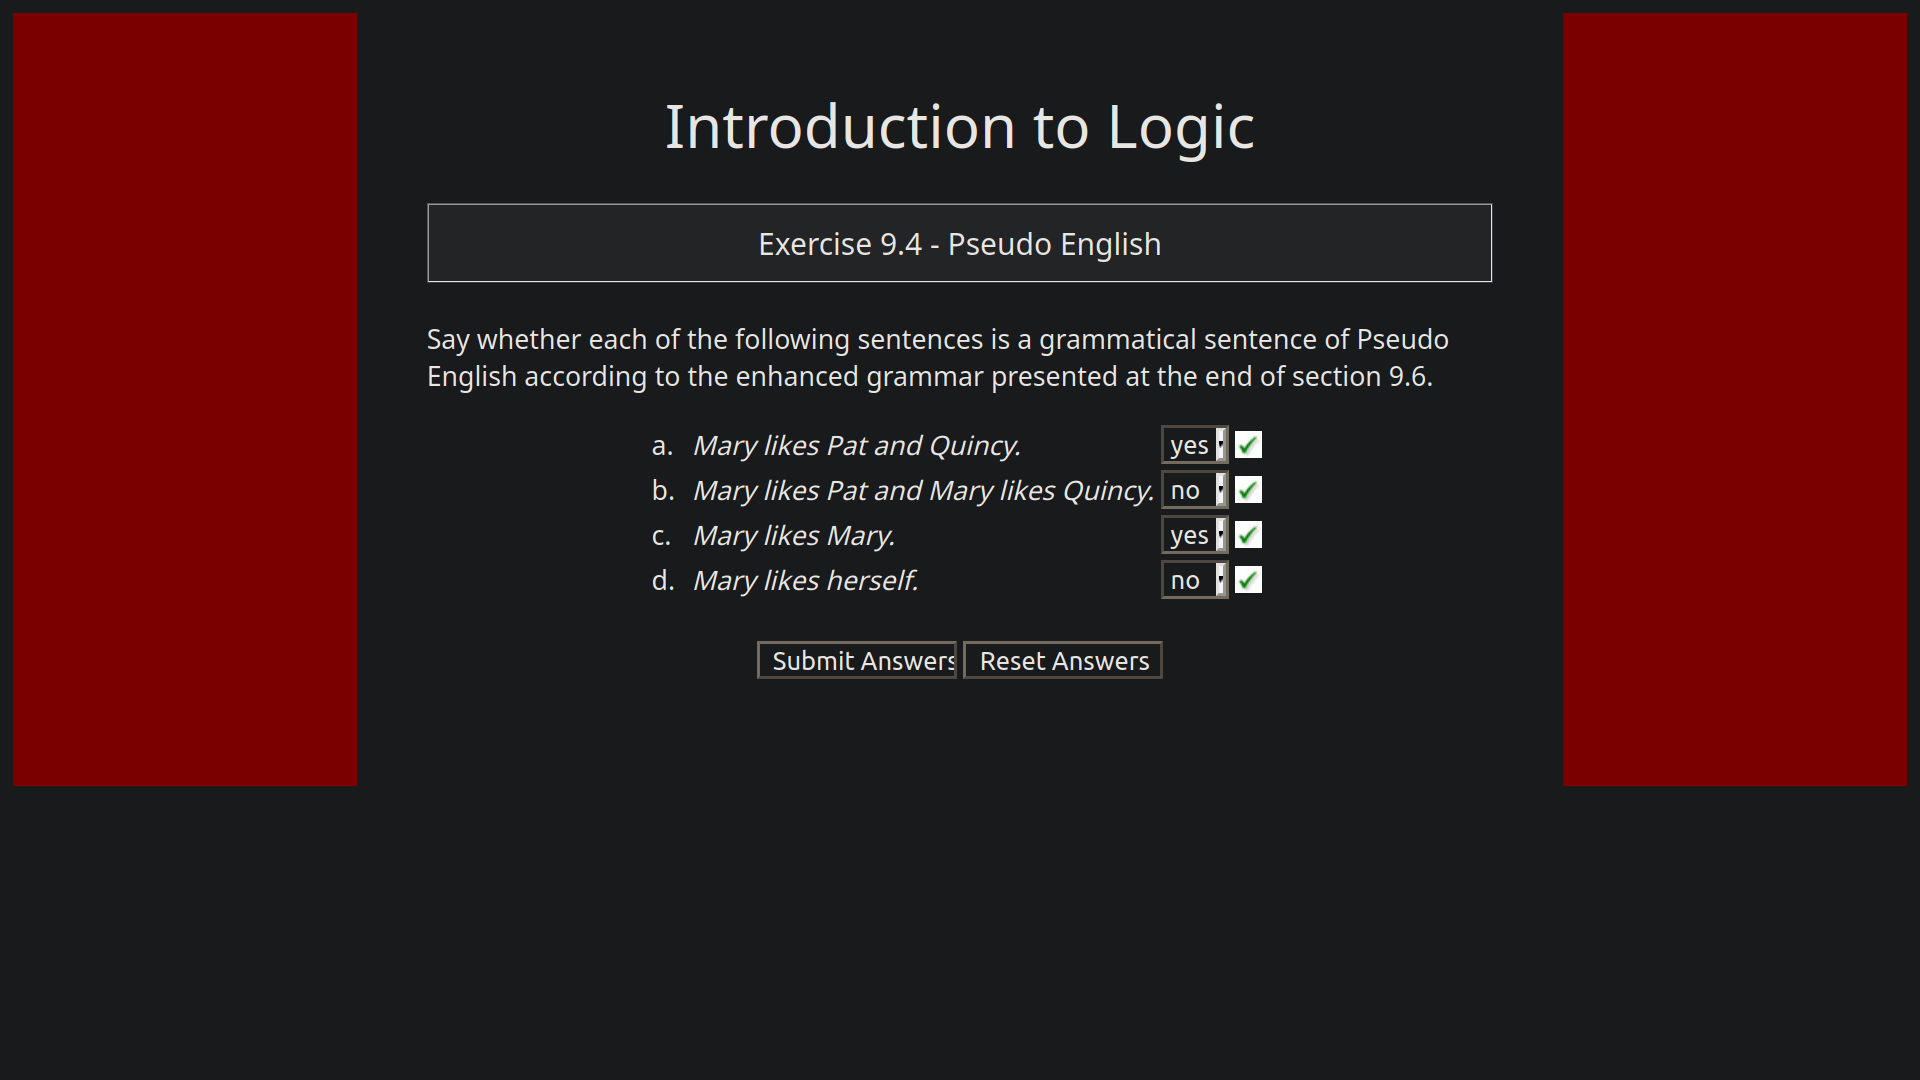 Introduction to Logic
Exercise 9.4 - Pseudo English
Say whether each of the following sentences is a grammatical sentence of Pseudo
English according to the enhanced grammar presented at the end of section 9.6.
a. Mary likes Pat and Quincy. yes
b. Mary likes Pat and Mary likes Quincy. no
c. Mary likes Mary. yes
d. Mary likes herself. no
Submit Answers Reset Answers